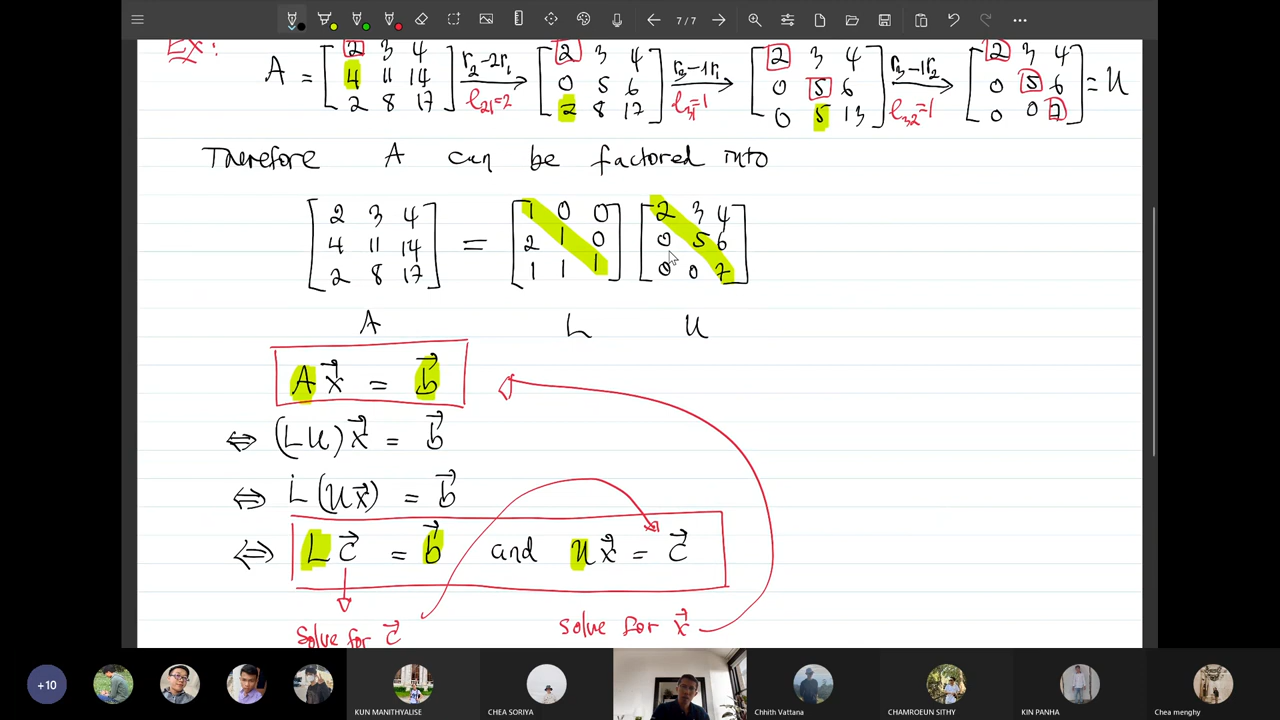 7 / 7
Ex:
A = [2 3 4 r₂-2r₁ [2 3 4 r₃-1r₁ [2 3 4 r₃-1r₂ [2 3 4
4 11 14 → 0 5 6 → 0 5 6 → 0 5 6 = U
2 8 17] ℓ₂₁=2 2 8 17] ℓ₃₁=1 0 5 13] ℓ₃₂=1 0 0 7]
Therefore A can be factored into
[2 3 4 [1 0 0 [2 3 4
4 11 14 = 2 1 0 0 5 6
2 8 17] 1 1 1] 0 0 7]
A L U
A x⃗ = b⃗
⇔ (LU) x⃗ = b⃗
⇔ L(Ux⃗) = b⃗
⇔ L c⃗ = b⃗ and U x⃗ = c⃗
solve for c⃗ solve for x⃗
+10
KUN MANITHYALISE
CHEA SORIYA
Chhith Vattana
CHAMROEUN SITHY
KIN PANHA
Chea menghy